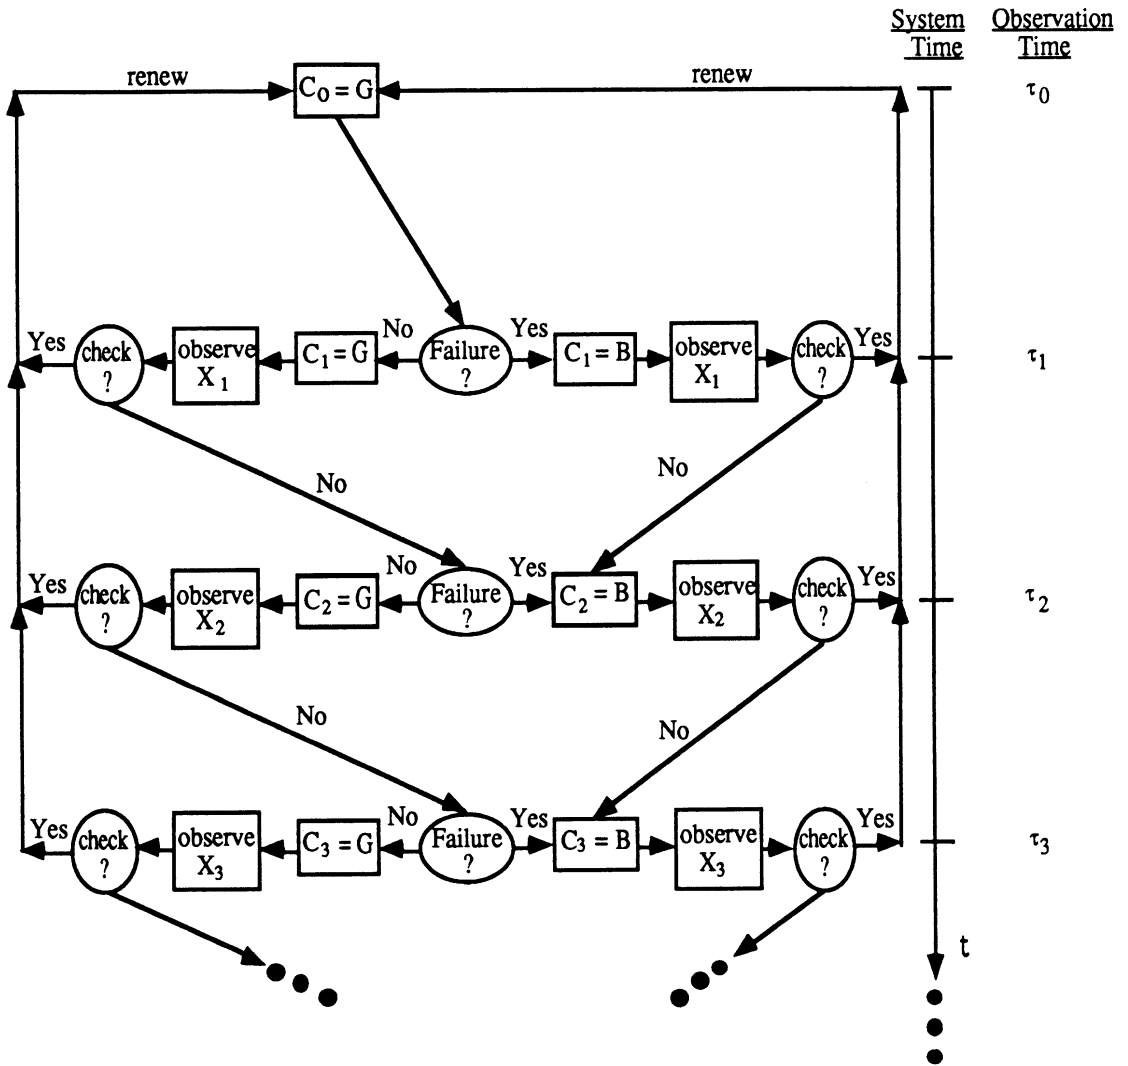 System Observation
Time Time
renew renew
C0 = G τ0
No Yes
Yes check ? observe X1 C1 = G Failure ? C1 = B observe X1 check ? Yes τ1
No No
No Yes
Yes check ? observe X2 C2 = G Failure ? C2 = B observe X2 check ? Yes τ2
No No
No Yes
Yes check ? observe X3 C3 = G Failure ? C3 = B observe X3 check ? Yes τ3
t